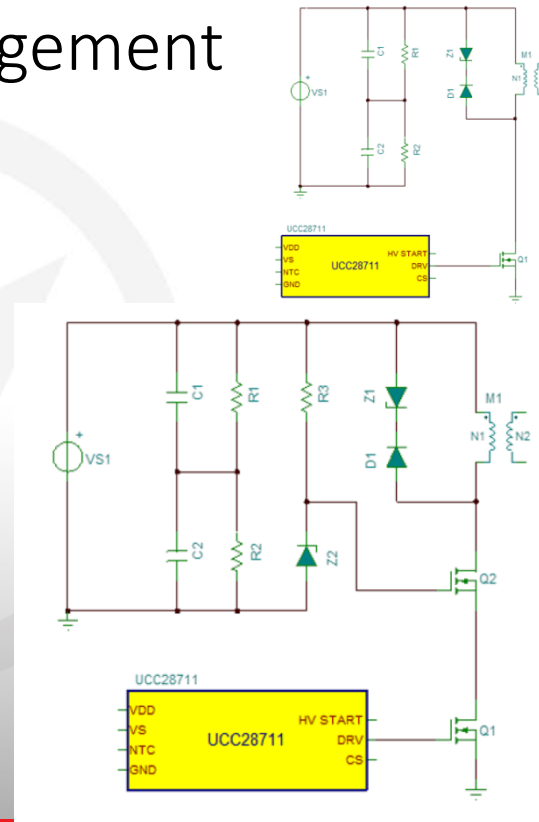 gement
C1
R1
Z1
M1
N1
+
VS1
D1
C2
R2
UCC28711
VDD
VS
NTC
GND
HV START
DRV
CS
UCC28711
Q1
C1
R1
R3
Z1
M1
N1
N2
+
VS1
D1
C2
R2
Z2
Q2
UCC28711
VDD
VS
NTC
GND
HV START
DRV
CS
UCC28711
Q1